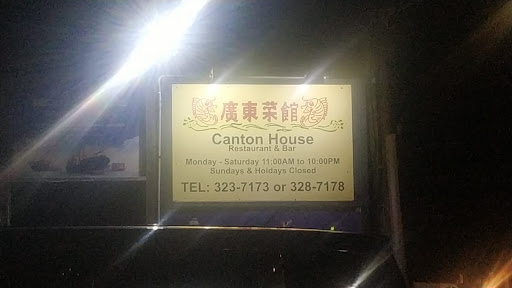 廣東菜館
Canton House
Restaurant & Bar
Monday - Saturday 11:00AM to 10:00PM
Sundays & Hoidays Closed
TEL: 323-7173 or 328-7178